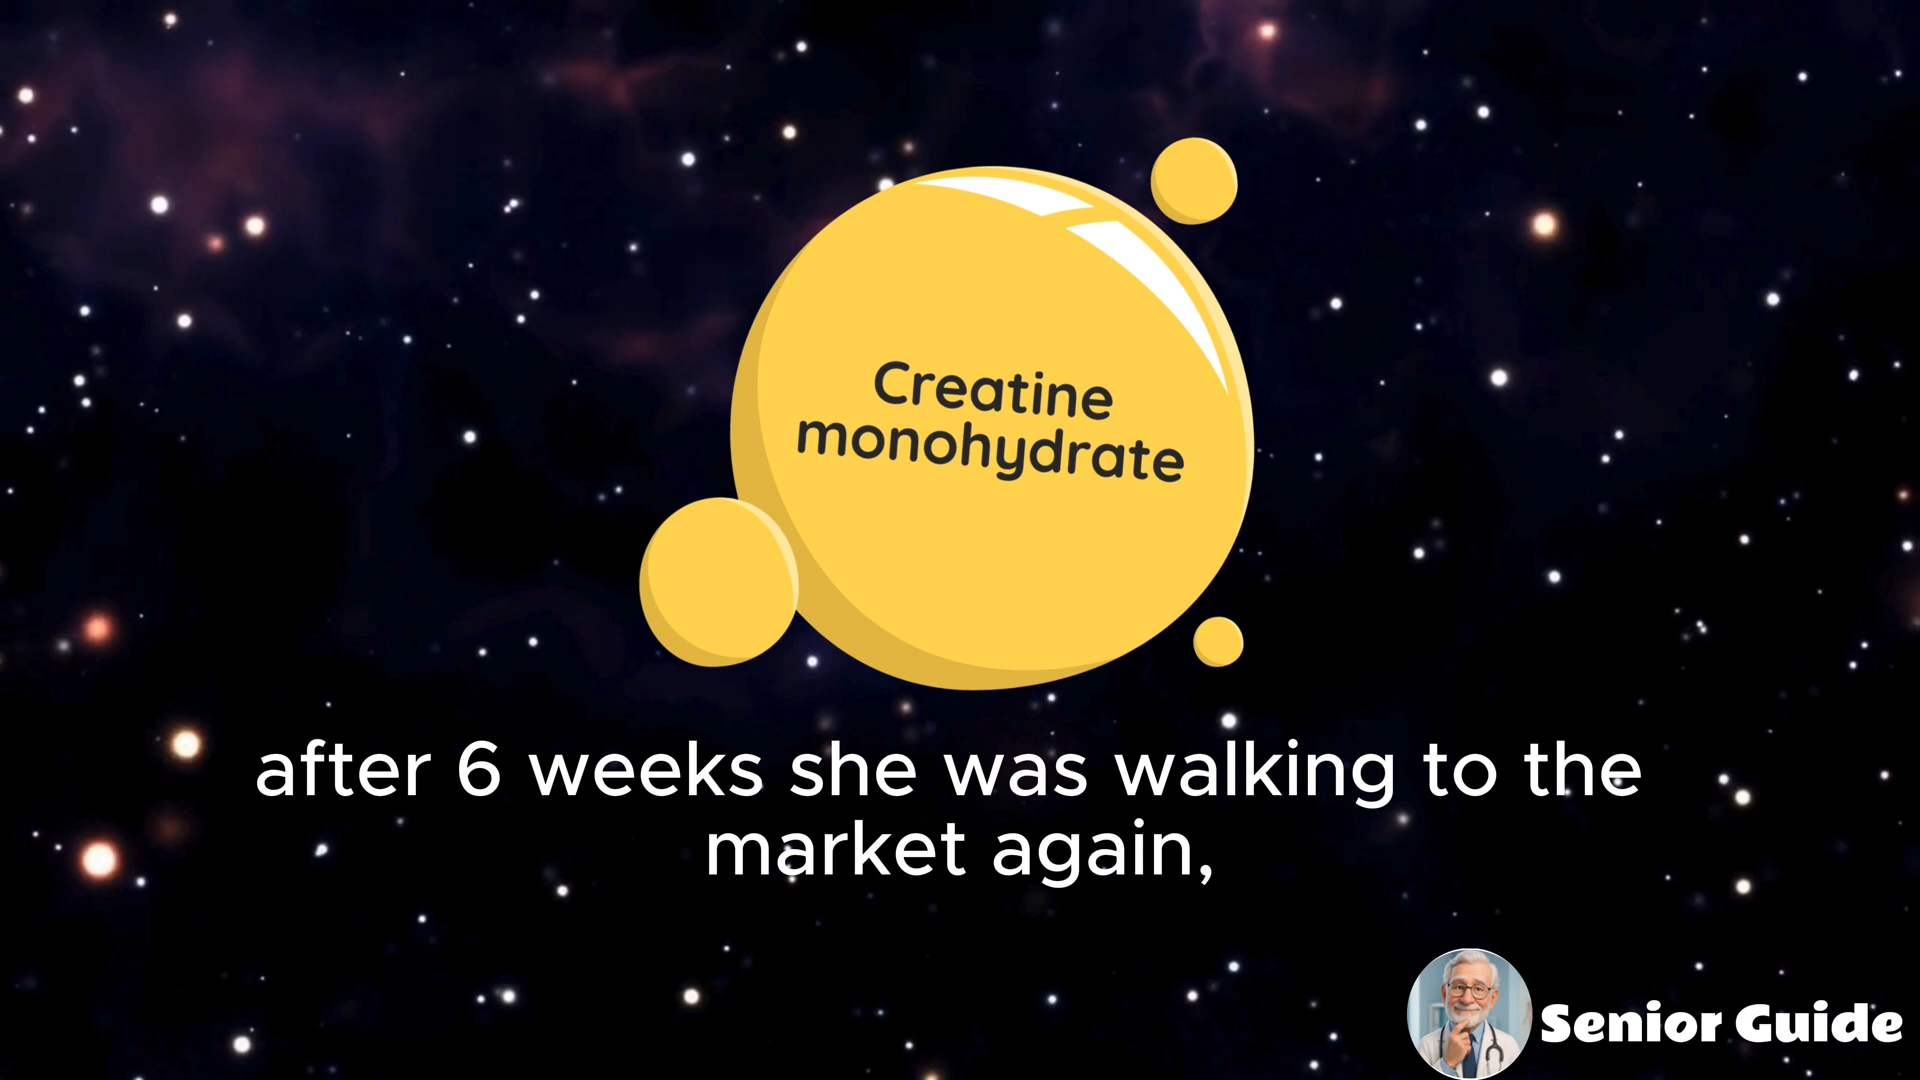 Creatine
monohydrate
after 6 weeks she was walking to the
market again,
Senior Guide